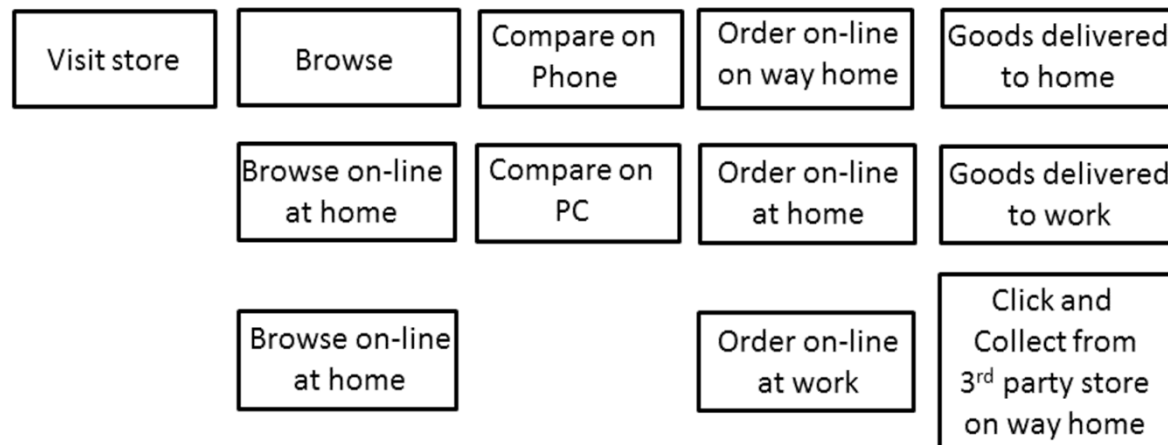 Visit store
Browse
Compare on
Phone
Order on-line
on way home
Goods delivered
to home
Browse on-line
at home
Compare on
PC
Order on-line
at home
Goods delivered
to work
Browse on-line
at home
Order on-line
at work
Click and
Collect from
3rd party store
on way home